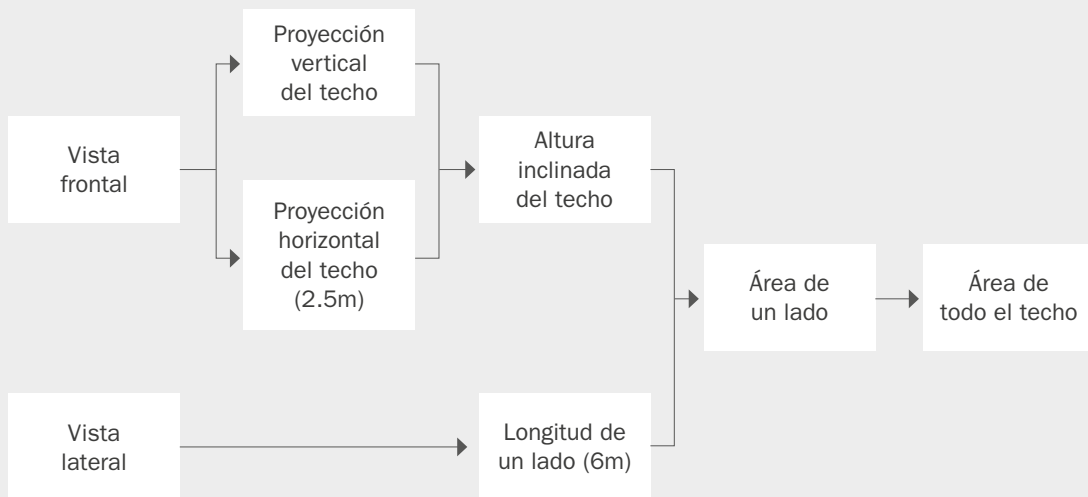 Proyección
vertical
del techo
Vista
frontal
Proyección
horizontal
del techo
(2.5m)
Altura
inclinada
del techo
Área de
un lado
Área de
todo el techo
Vista
lateral
Longitud de
un lado (6m)